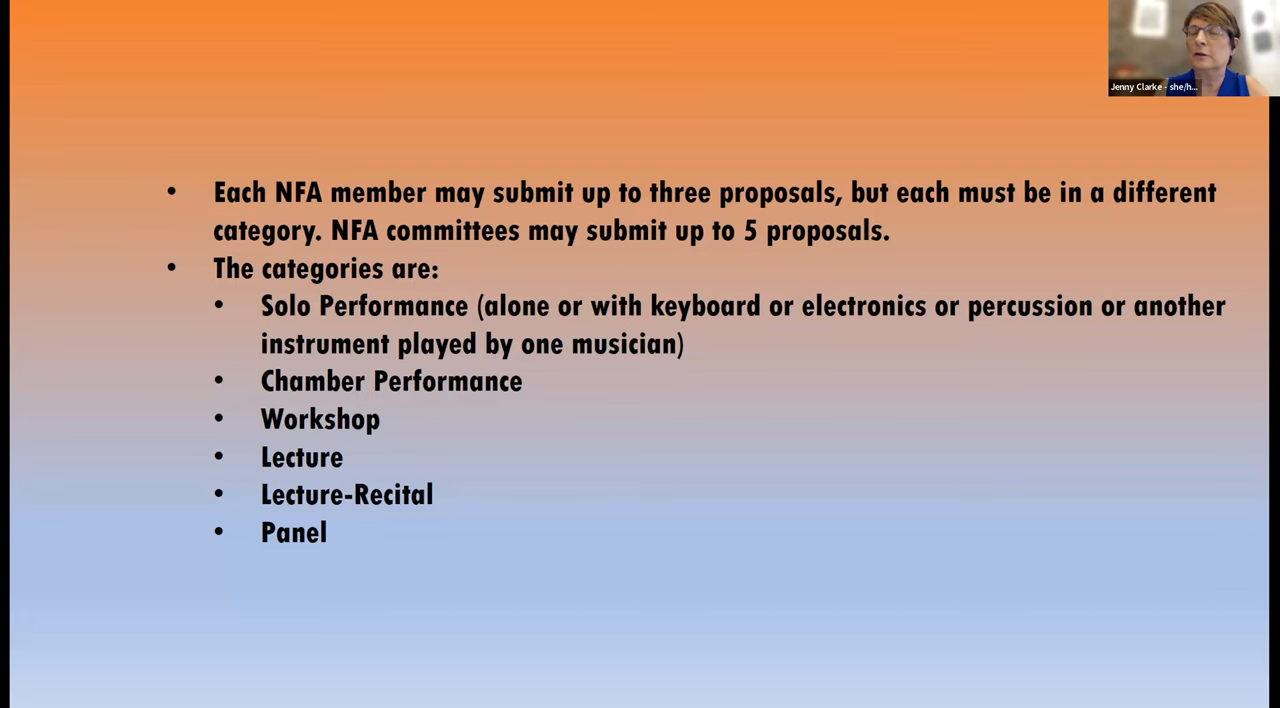 Jenny Clarke - she/h...
• Each NFA member may submit up to three proposals, but each must be in a different
category. NFA committees may submit up to 5 proposals.
• The categories are:
• Solo Performance (alone or with keyboard or electronics or percussion or another
instrument played by one musician)
• Chamber Performance
• Workshop
• Lecture
• Lecture-Recital
• Panel